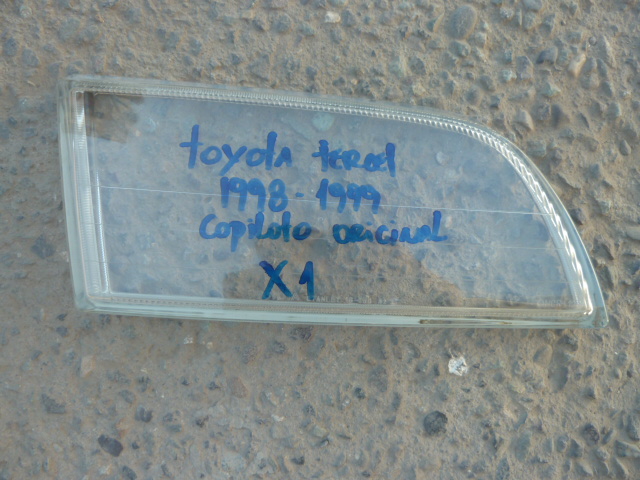 toyota tercel
1998-1999
copiloto original
X1